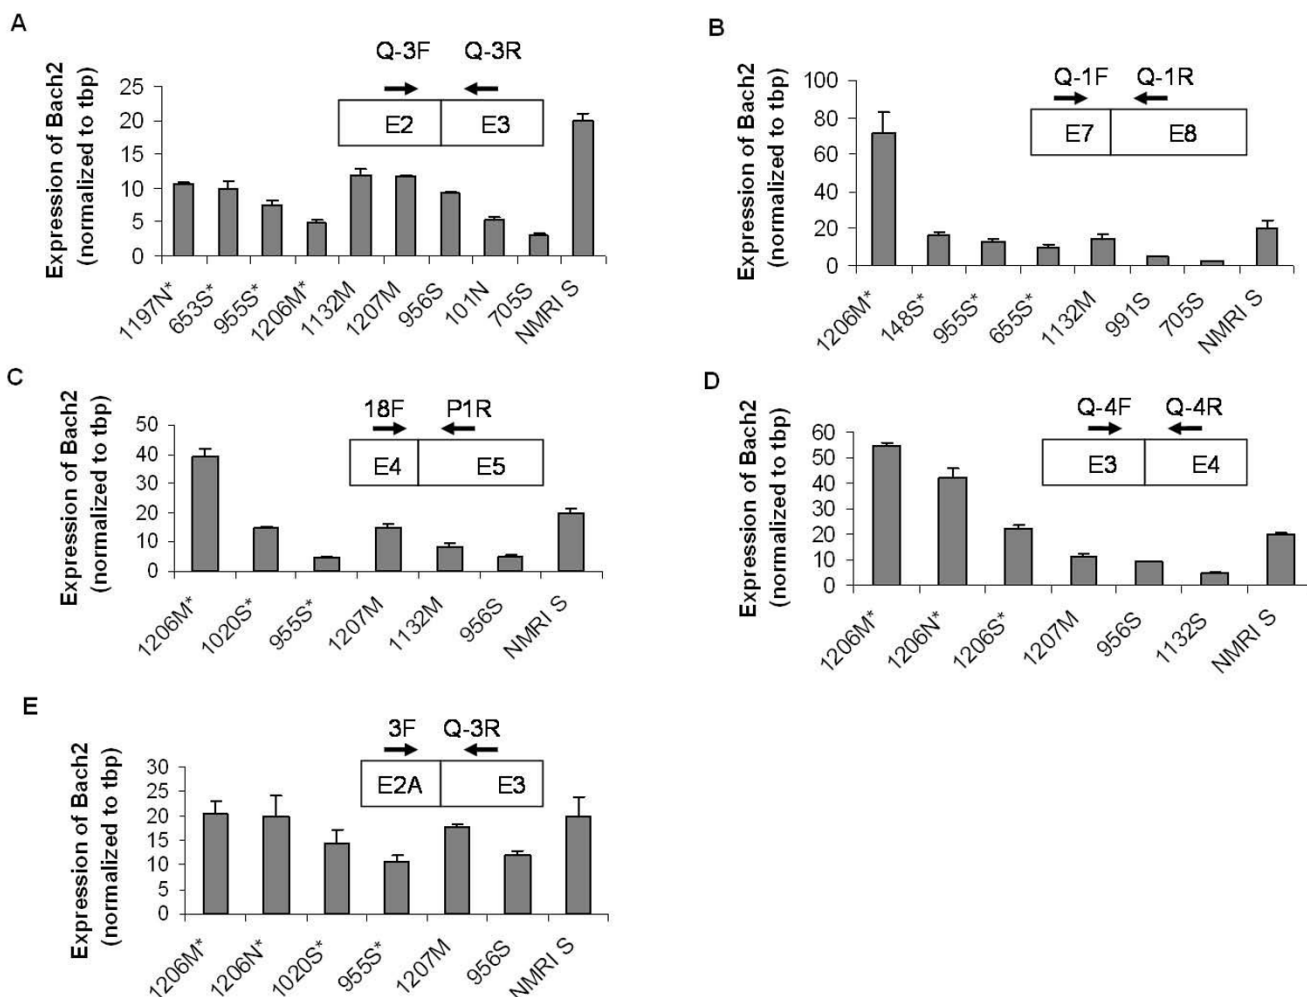 A
Expression of Bach2
(normalized to tbp)
25
20
15
10
5
0
Q-3F Q-3R
E2 E3
1197N* 653S* 955S* 1206M* 1132M 1207M 956S 101N 705S NMRI S
B
Expression of Bach2
(normalized to tbp)
100
80
60
40
20
0
Q-1F Q-1R
E7 E8
1206M* 148S* 955S* 655S* 1132M 991S 705S NMRI S
C
Expression of Bach2
(normalized to tbp)
50
40
30
20
10
0
18F P1R
E4 E5
1206M* 1020S* 955S* 1207M 1132M 956S NMRI S
D
Expression of Bach2
(normalized to tbp)
60
50
40
30
20
10
0
Q-4F Q-4R
E3 E4
1206M* 1206N* 1206S* 1207M 956S 1132S NMRI S
E
Expression of Bach2
(normalized to tbp)
30
25
20
15
10
5
0
3F Q-3R
E2A E3
1206M* 1206N* 1020S* 955S* 1207M 956S NMRI S